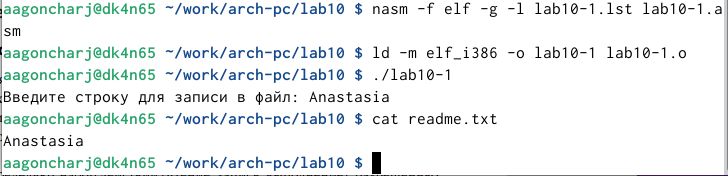 aagoncharj@dk4n65 ~/work/arch-pc/lab10 $ nasm -f elf -g -l lab10-1.lst lab10-1.a
sm
aagoncharj@dk4n65 ~/work/arch-pc/lab10 $ ld -m elf_i386 -o lab10-1 lab10-1.o
aagoncharj@dk4n65 ~/work/arch-pc/lab10 $ ./lab10-1
Введите строку для записи в файл: Anastasia
aagoncharj@dk4n65 ~/work/arch-pc/lab10 $ cat readme.txt
Anastasia
aagoncharj@dk4n65 ~/work/arch-pc/lab10 $